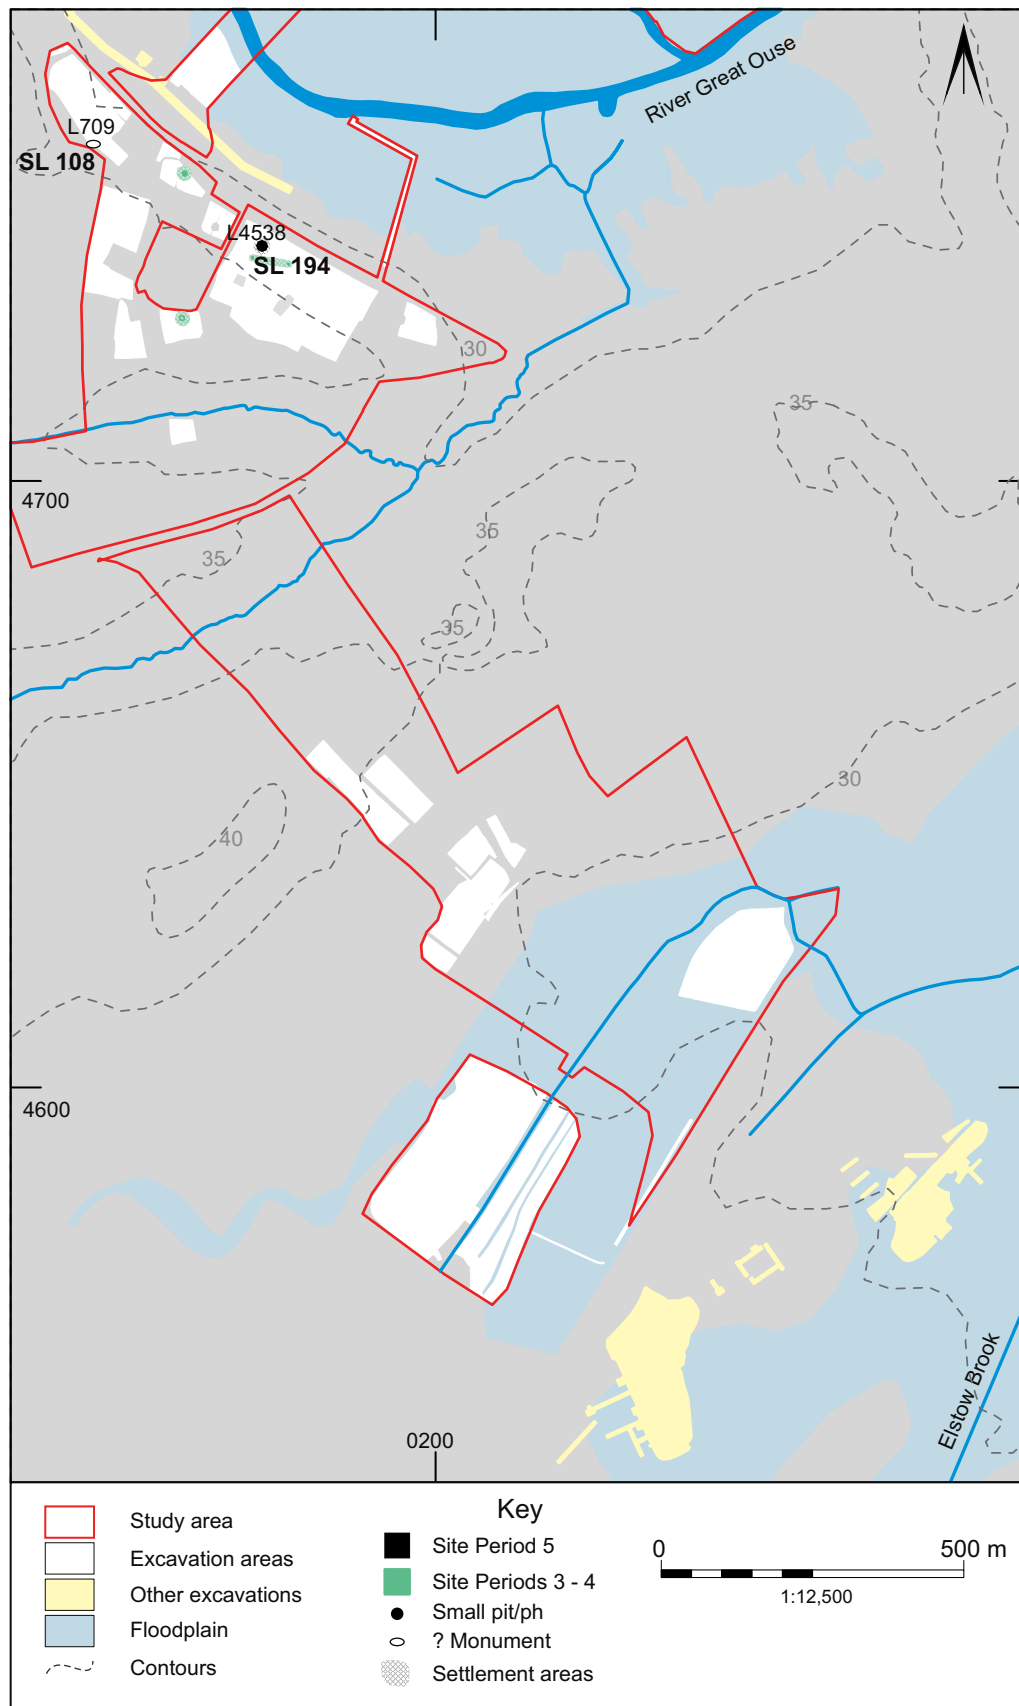 River Great Ouse
L709
SL 108
L4538
SL 194
30
35
4700
35
35
35
30
40
4600
0200
Elstow Brook
Key
Study area
Excavation areas
Other excavations
Floodplain
Contours
Site Period 5
Site Periods 3 - 4
Small pit/ph
? Monument
Settlement areas
0 500 m
1:12,500